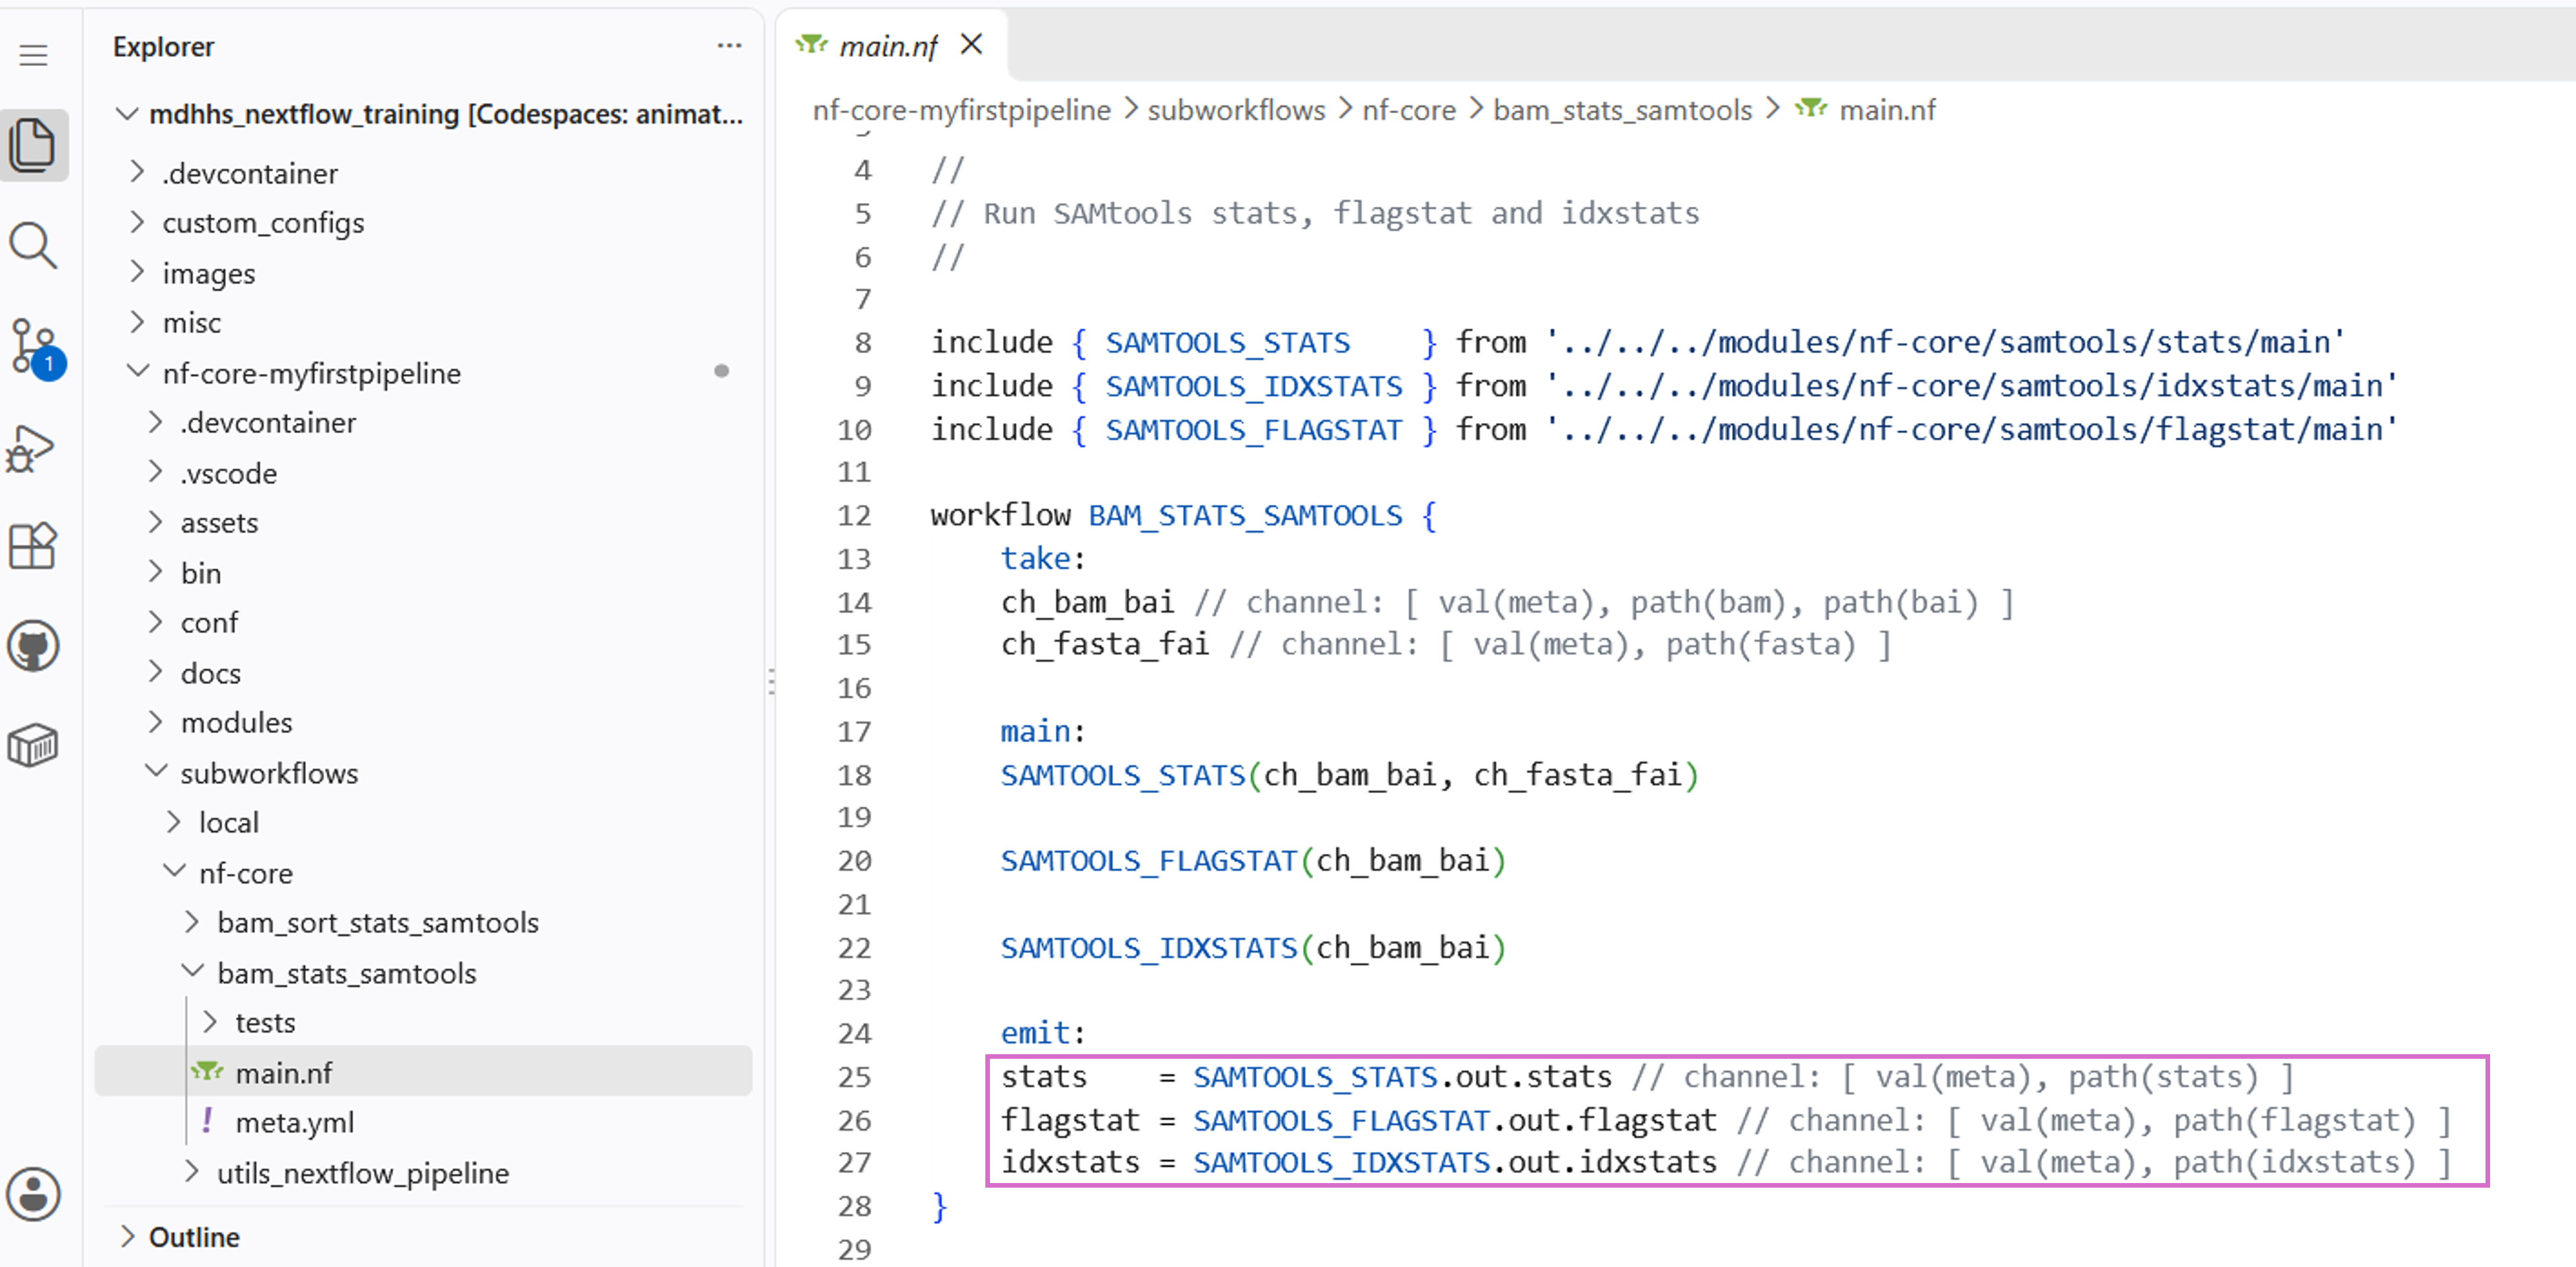 Explorer
mdhhs_nextflow_training [Codespaces: animat...
.devcontainer
custom_configs
images
misc
nf-core-myfirstpipeline
.devcontainer
.vscode
assets
bin
conf
docs
modules
subworkflows
local
nf-core
bam_sort_stats_samtools
bam_stats_samtools
tests
main.nf
! meta.yml
utils_nextflow_pipeline
Outline
1
main.nf
nf-core-myfirstpipeline > subworkflows > nf-core > bam_stats_samtools > main.nf
4 //
5 // Run SAMtools stats, flagstat and idxstats
6 //
7
8 include { SAMTOOLS_STATS    } from '../../../modules/nf-core/samtools/stats/main'
9 include { SAMTOOLS_IDXSTATS } from '../../../modules/nf-core/samtools/idxstats/main'
10 include { SAMTOOLS_FLAGSTAT } from '../../../modules/nf-core/samtools/flagstat/main'
11
12 workflow BAM_STATS_SAMTOOLS {
13     take:
14     ch_bam_bai // channel: [ val(meta), path(bam), path(bai) ]
15     ch_fasta_fai // channel: [ val(meta), path(fasta) ]
16
17     main:
18     SAMTOOLS_STATS(ch_bam_bai, ch_fasta_fai)
19
20     SAMTOOLS_FLAGSTAT(ch_bam_bai)
21
22     SAMTOOLS_IDXSTATS(ch_bam_bai)
23
24     emit:
25     stats    = SAMTOOLS_STATS.out.stats // channel: [ val(meta), path(stats) ]
26     flagstat = SAMTOOLS_FLAGSTAT.out.flagstat // channel: [ val(meta), path(flagstat) ]
27     idxstats = SAMTOOLS_IDXSTATS.out.idxstats // channel: [ val(meta), path(idxstats) ]
28 }
29